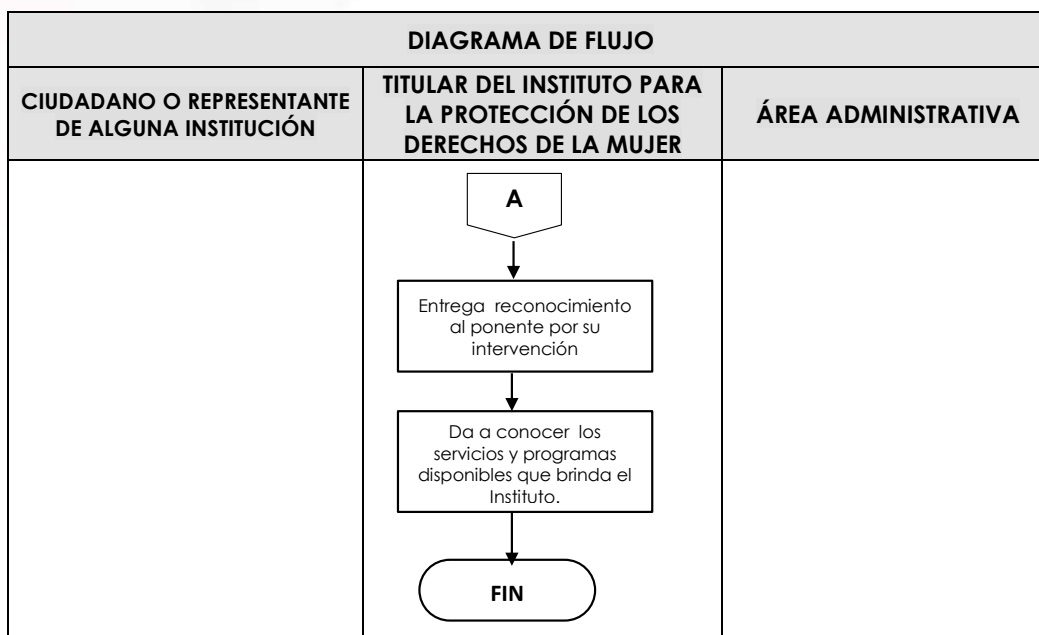 DIAGRAMA DE FLUJO
CIUDADANO O REPRESENTANTE
DE ALGUNA INSTITUCIÓN
TITULAR DEL INSTITUTO PARA
LA PROTECCIÓN DE LOS
DERECHOS DE LA MUJER
ÁREA ADMINISTRATIVA
A
Entrega reconocimiento
al ponente por su
intervención
Da a conocer los
servicios y programas
disponibles que brinda el
Instituto.
FIN